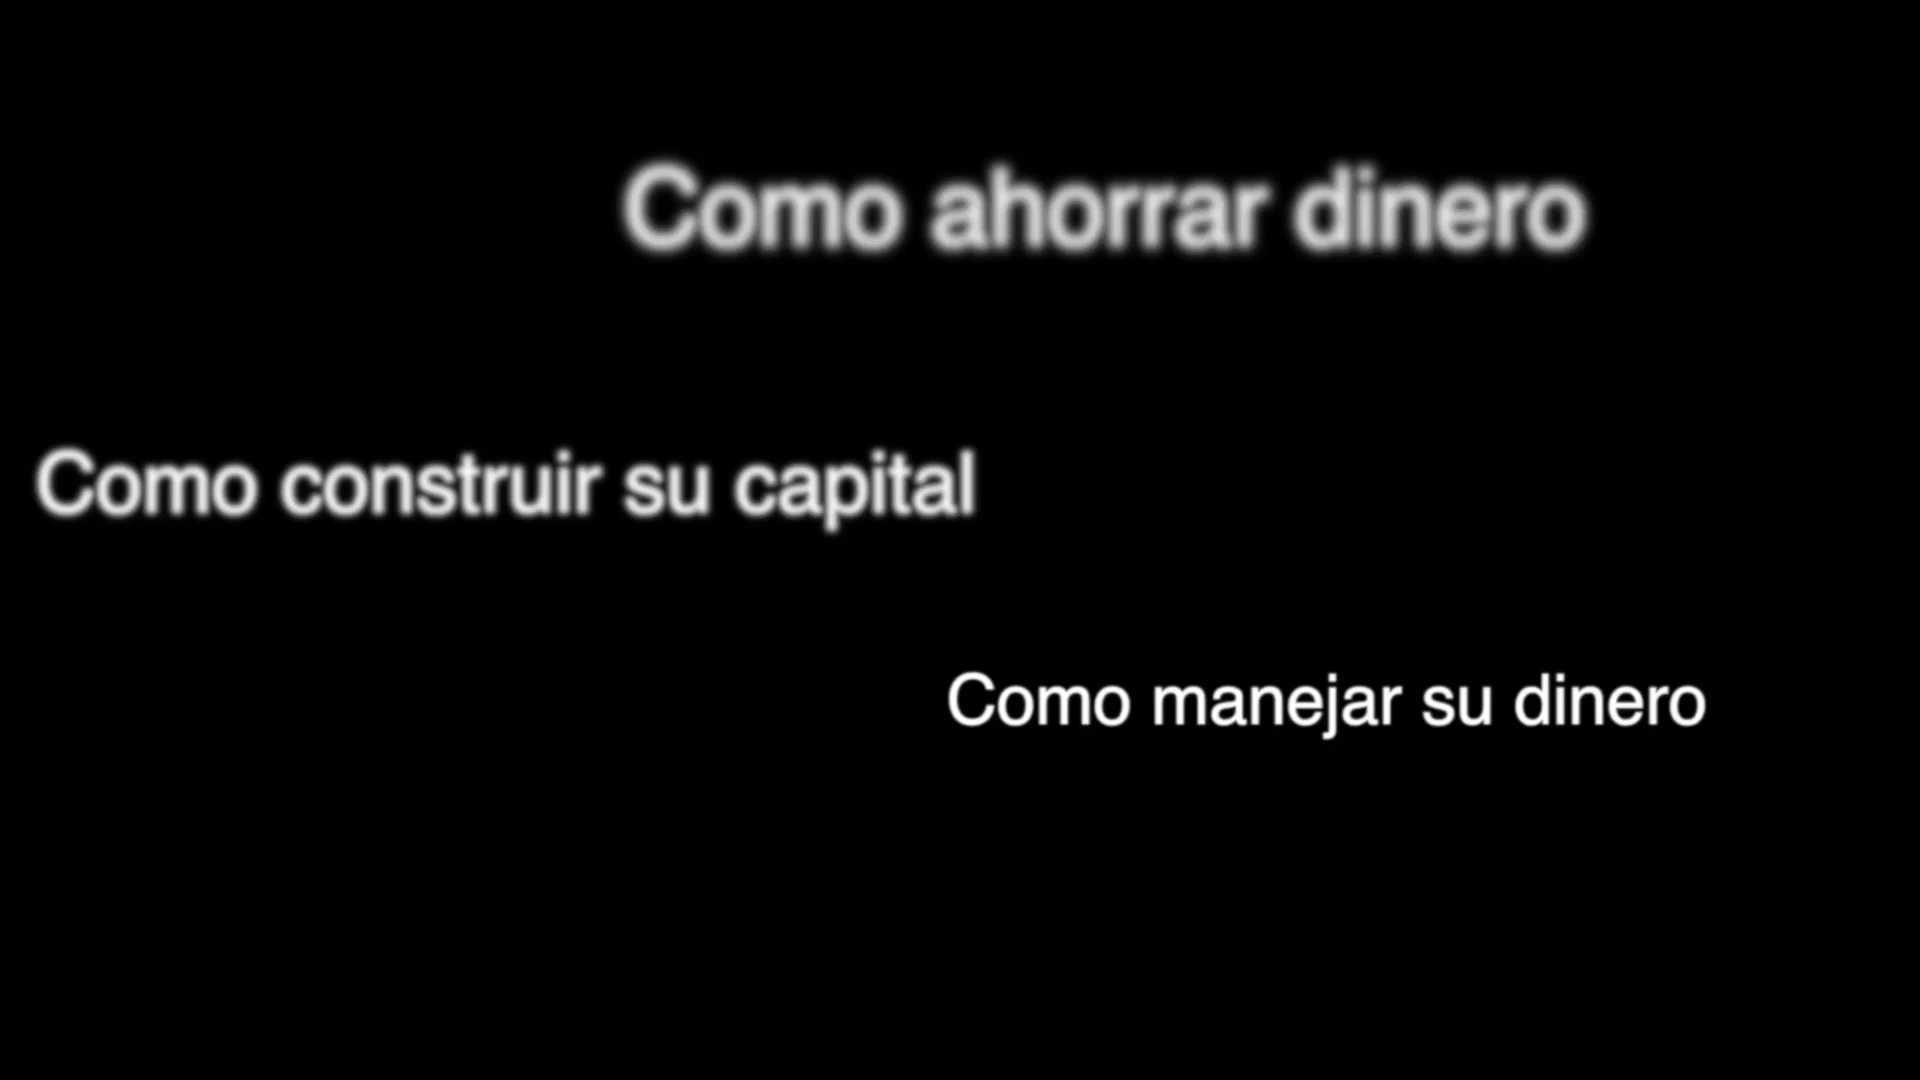 Como ahorrar dinero
Como construir su capital
Como manejar su dinero